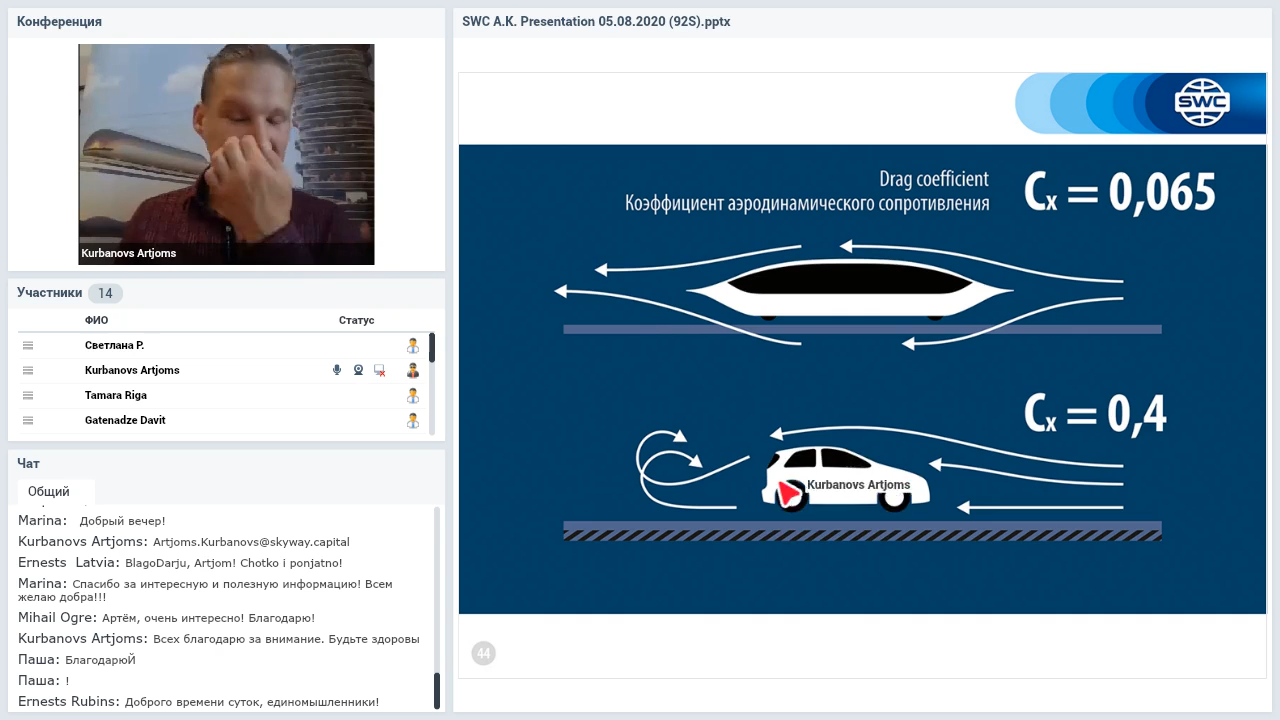 Конференция
Kurbanovs Artjoms
Участники 14
ФИО Статус
Светлана Р.
Kurbanovs Artjoms
Tamara Riga
Gatenadze Davit
Чат
Общий
Marina: Добрый вечер!
Kurbanovs Artjoms: Artjoms.Kurbanovs@skyway.capital
Ernests Latvia: BlagoDarju, Artjom! Chotko i ponjatno!
Marina: Спасибо за интересную и полезную информацию! Всем
желаю добра!!!
Mihail Ogre: Артём, очень интересно! Благодарю!
Kurbanovs Artjoms: Всех благодарю за внимание. Будьте здоровы
Паша: БлагодарюЙ
Паша: !
Ernests Rubins: Доброго времени суток, единомышленники!
SWC A.K. Presentation 05.08.2020 (92S).pptx
SWC
Drag coefficient
Коэффициент аэродинамического сопротивления
Cx = 0,065
Cx = 0,4
Kurbanovs Artjoms
44